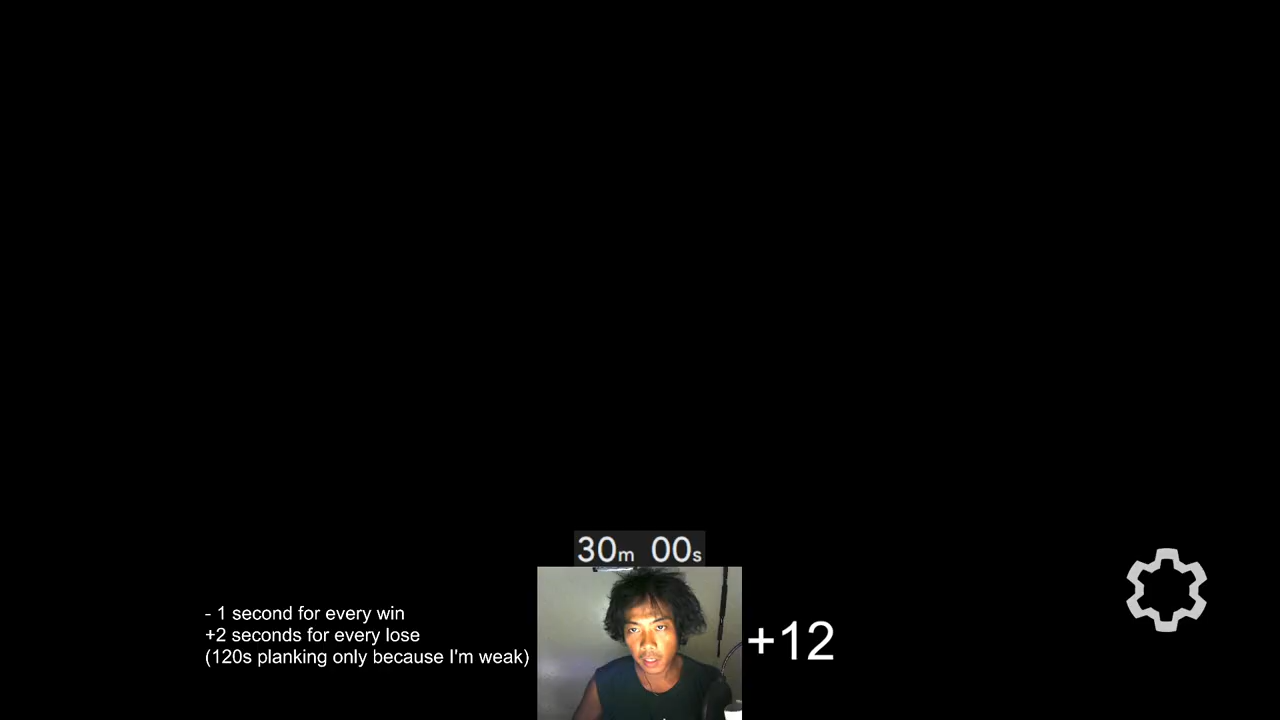 30m 00s
- 1 second for every win
+2 seconds for every lose
(120s planking only because I'm weak)
+12